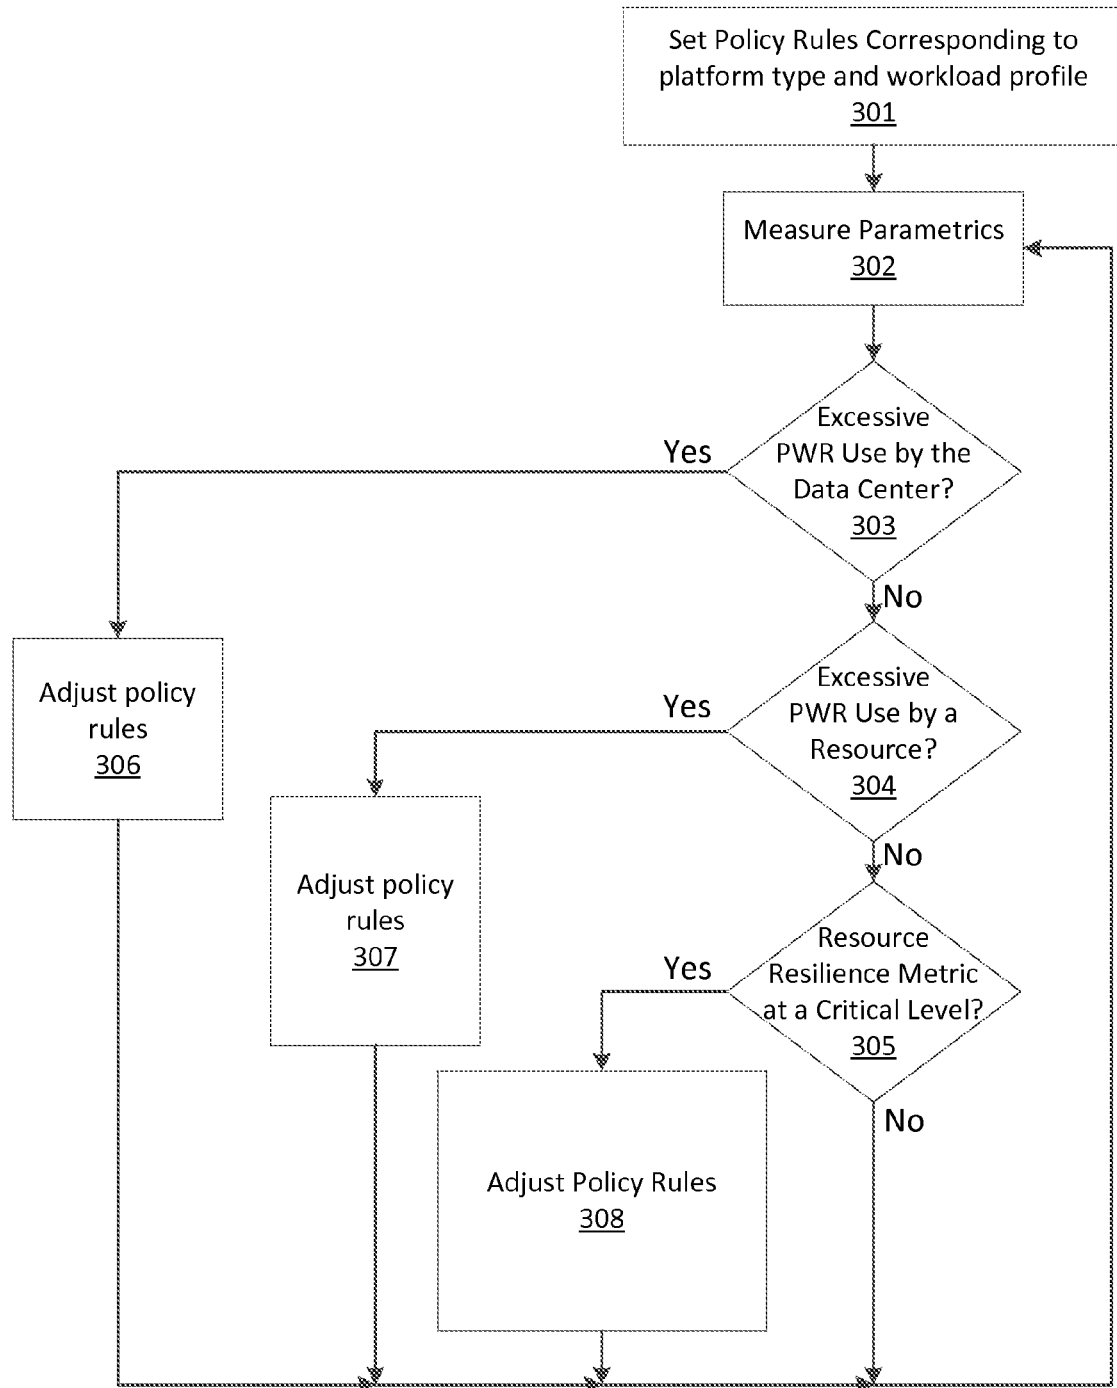 Set Policy Rules Corresponding to
platform type and workload profile
301
Measure Parametrics
302
Excessive
PWR Use by the
Data Center?
303
Yes
No
Adjust policy
rules
306
Excessive
PWR Use by a
Resource?
304
Yes
No
Adjust policy
rules
307
Resource
Resilience Metric
at a Critical Level?
305
Yes
No
Adjust Policy Rules
308